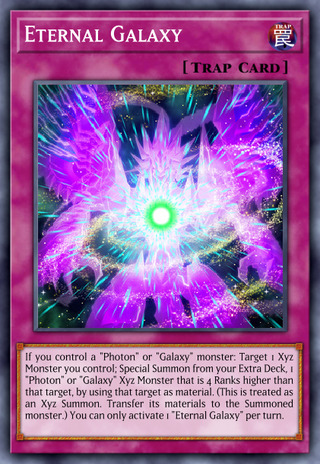 Eternal Galaxy
TRAP
罠
[Trap Card]
If you control a "Photon" or "Galaxy" monster: Target 1 Xyz
Monster you control; Special Summon from your Extra Deck, 1
"Photon" or "Galaxy" Xyz Monster that is 4 Ranks higher than
that target, by using that target as material. (This is treated as
an Xyz Summon. Transfer its materials to the Summoned
monster.) You can only activate 1 "Eternal Galaxy" per turn.